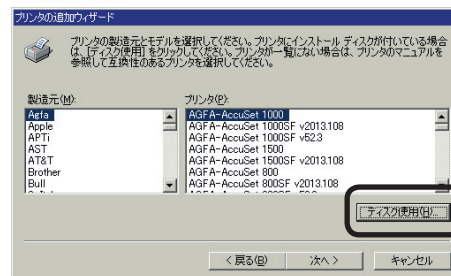 プリンタの追加ウィザード
プリンタの製造元とモデルを選択してください。プリンタにインストール ディスクが付いている場合
は、[ディスク使用] をクリックしてください。プリンタが一覧にない場合は、プリンタのマニュアルを
参照して互換性のあるプリンタを選択してください。
製造元(M):
プリンタ(P):
Agfa
Apple
APTi
AST
AT&T
Brother
Bull
AGFA-AccuSet 1000
AGFA-AccuSet 1000SF v2013.108
AGFA-AccuSet 1000SF v52.3
AGFA-AccuSet 1500
AGFA-AccuSet 1500SF v2013.108
AGFA-AccuSet 800
AGFA-AccuSet 800SF v2013.108
ディスク使用(H)...
< 戻る(B)
次へ >
キャンセル